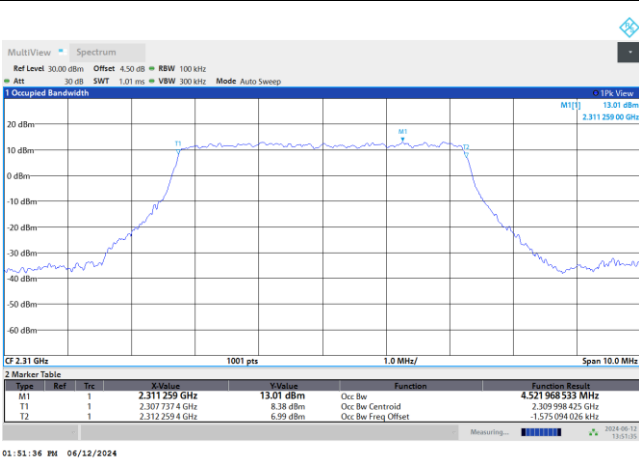 MultiView Spectrum
Ref Level 30.00 dBm Offset 4.50 dB RBW 100 kHz
Att 30 dB SWT 1.01 ms VBW 300 kHz Mode Auto Sweep
1 Occupied Bandwidth 1Pk View
M1[1] 13.01 dBm
2.311 259 00 GHz
20 dBm
M1
T1
T2
10 dBm
0 dBm
-10 dBm
-20 dBm
-30 dBm
-40 dBm
-50 dBm
-60 dBm
CF 2.31 GHz 1001 pts 1.0 MHz/ Span 10.0 MHz
2 Marker Table
Type Ref Trc X-Value Y-Value Function Function Result
M1 1 2.311 259 GHz 13.01 dBm Occ Bw 4.521 968 533 MHz
T1 1 2.307 737 4 GHz 8.38 dBm Occ Bw Centroid 2.309 998 425 GHz
T2 1 2.312 259 4 GHz 6.99 dBm Occ Bw Freq Offset -1.575 094 026 kHz
Measuring... 2024-06-12
13:51:35
01:51:36 PM 06/12/2024